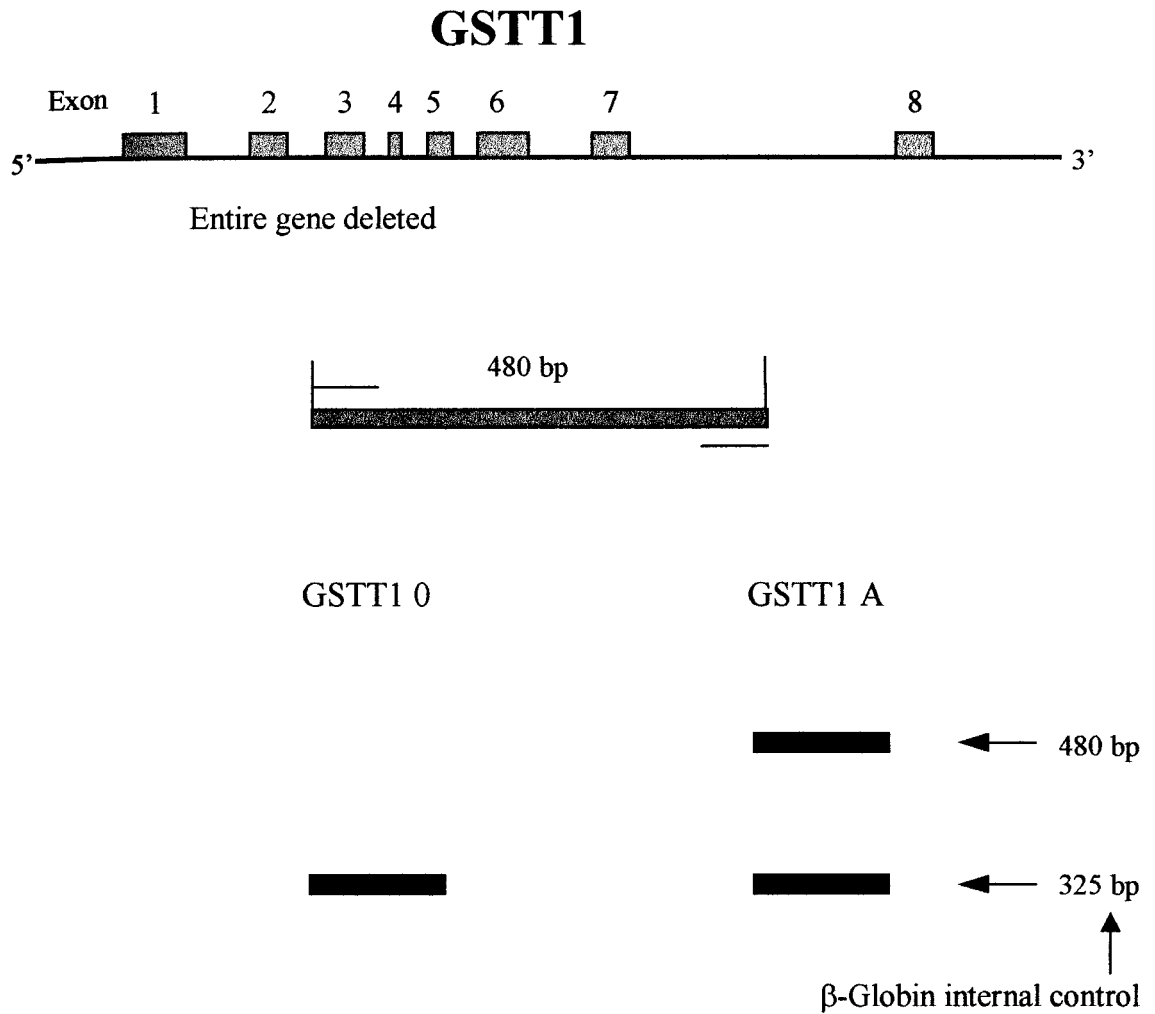 GSTT1
Exon 1 2 3 4 5 6 7 8
5’ 3’
Entire gene deleted
480 bp
GSTT1 0 GSTT1 A
480 bp
325 bp
β-Globin internal control